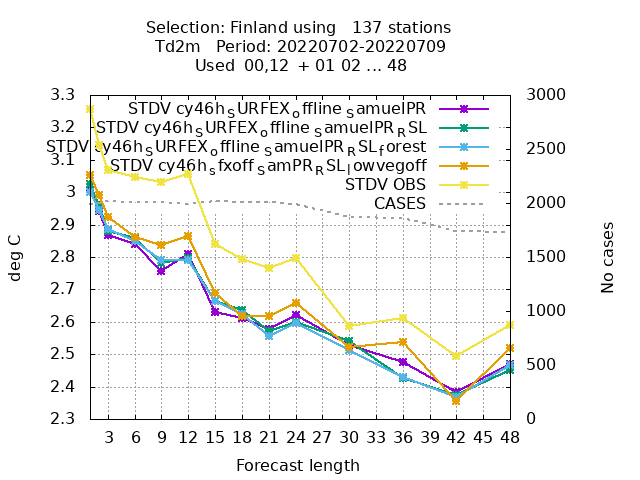 Selection: Finland using   137 stations
Td2m   Period: 20220702-20220709
Used  00,12  + 01 02 ... 48
STDV cy46h_SURFEX_offline_SamuelPR
STDV cy46h_SURFEX_offline_SamuelPR_RSL
STDV cy46h_SURFEX_offline_SamuelPR_RSL_forest
STDV cy46h_sfxoff_SamPR_RSL_lowvegoff
STDV OBS
CASES
3.3
3.2
3.1
3
2.9
2.8
2.7
2.6
2.5
2.4
2.3
deg C
3000
2500
2000
1500
1000
500
0
No cases
3 6 9 12 15 18 21 24 27 30 33 36 39 42 45 48
Forecast length